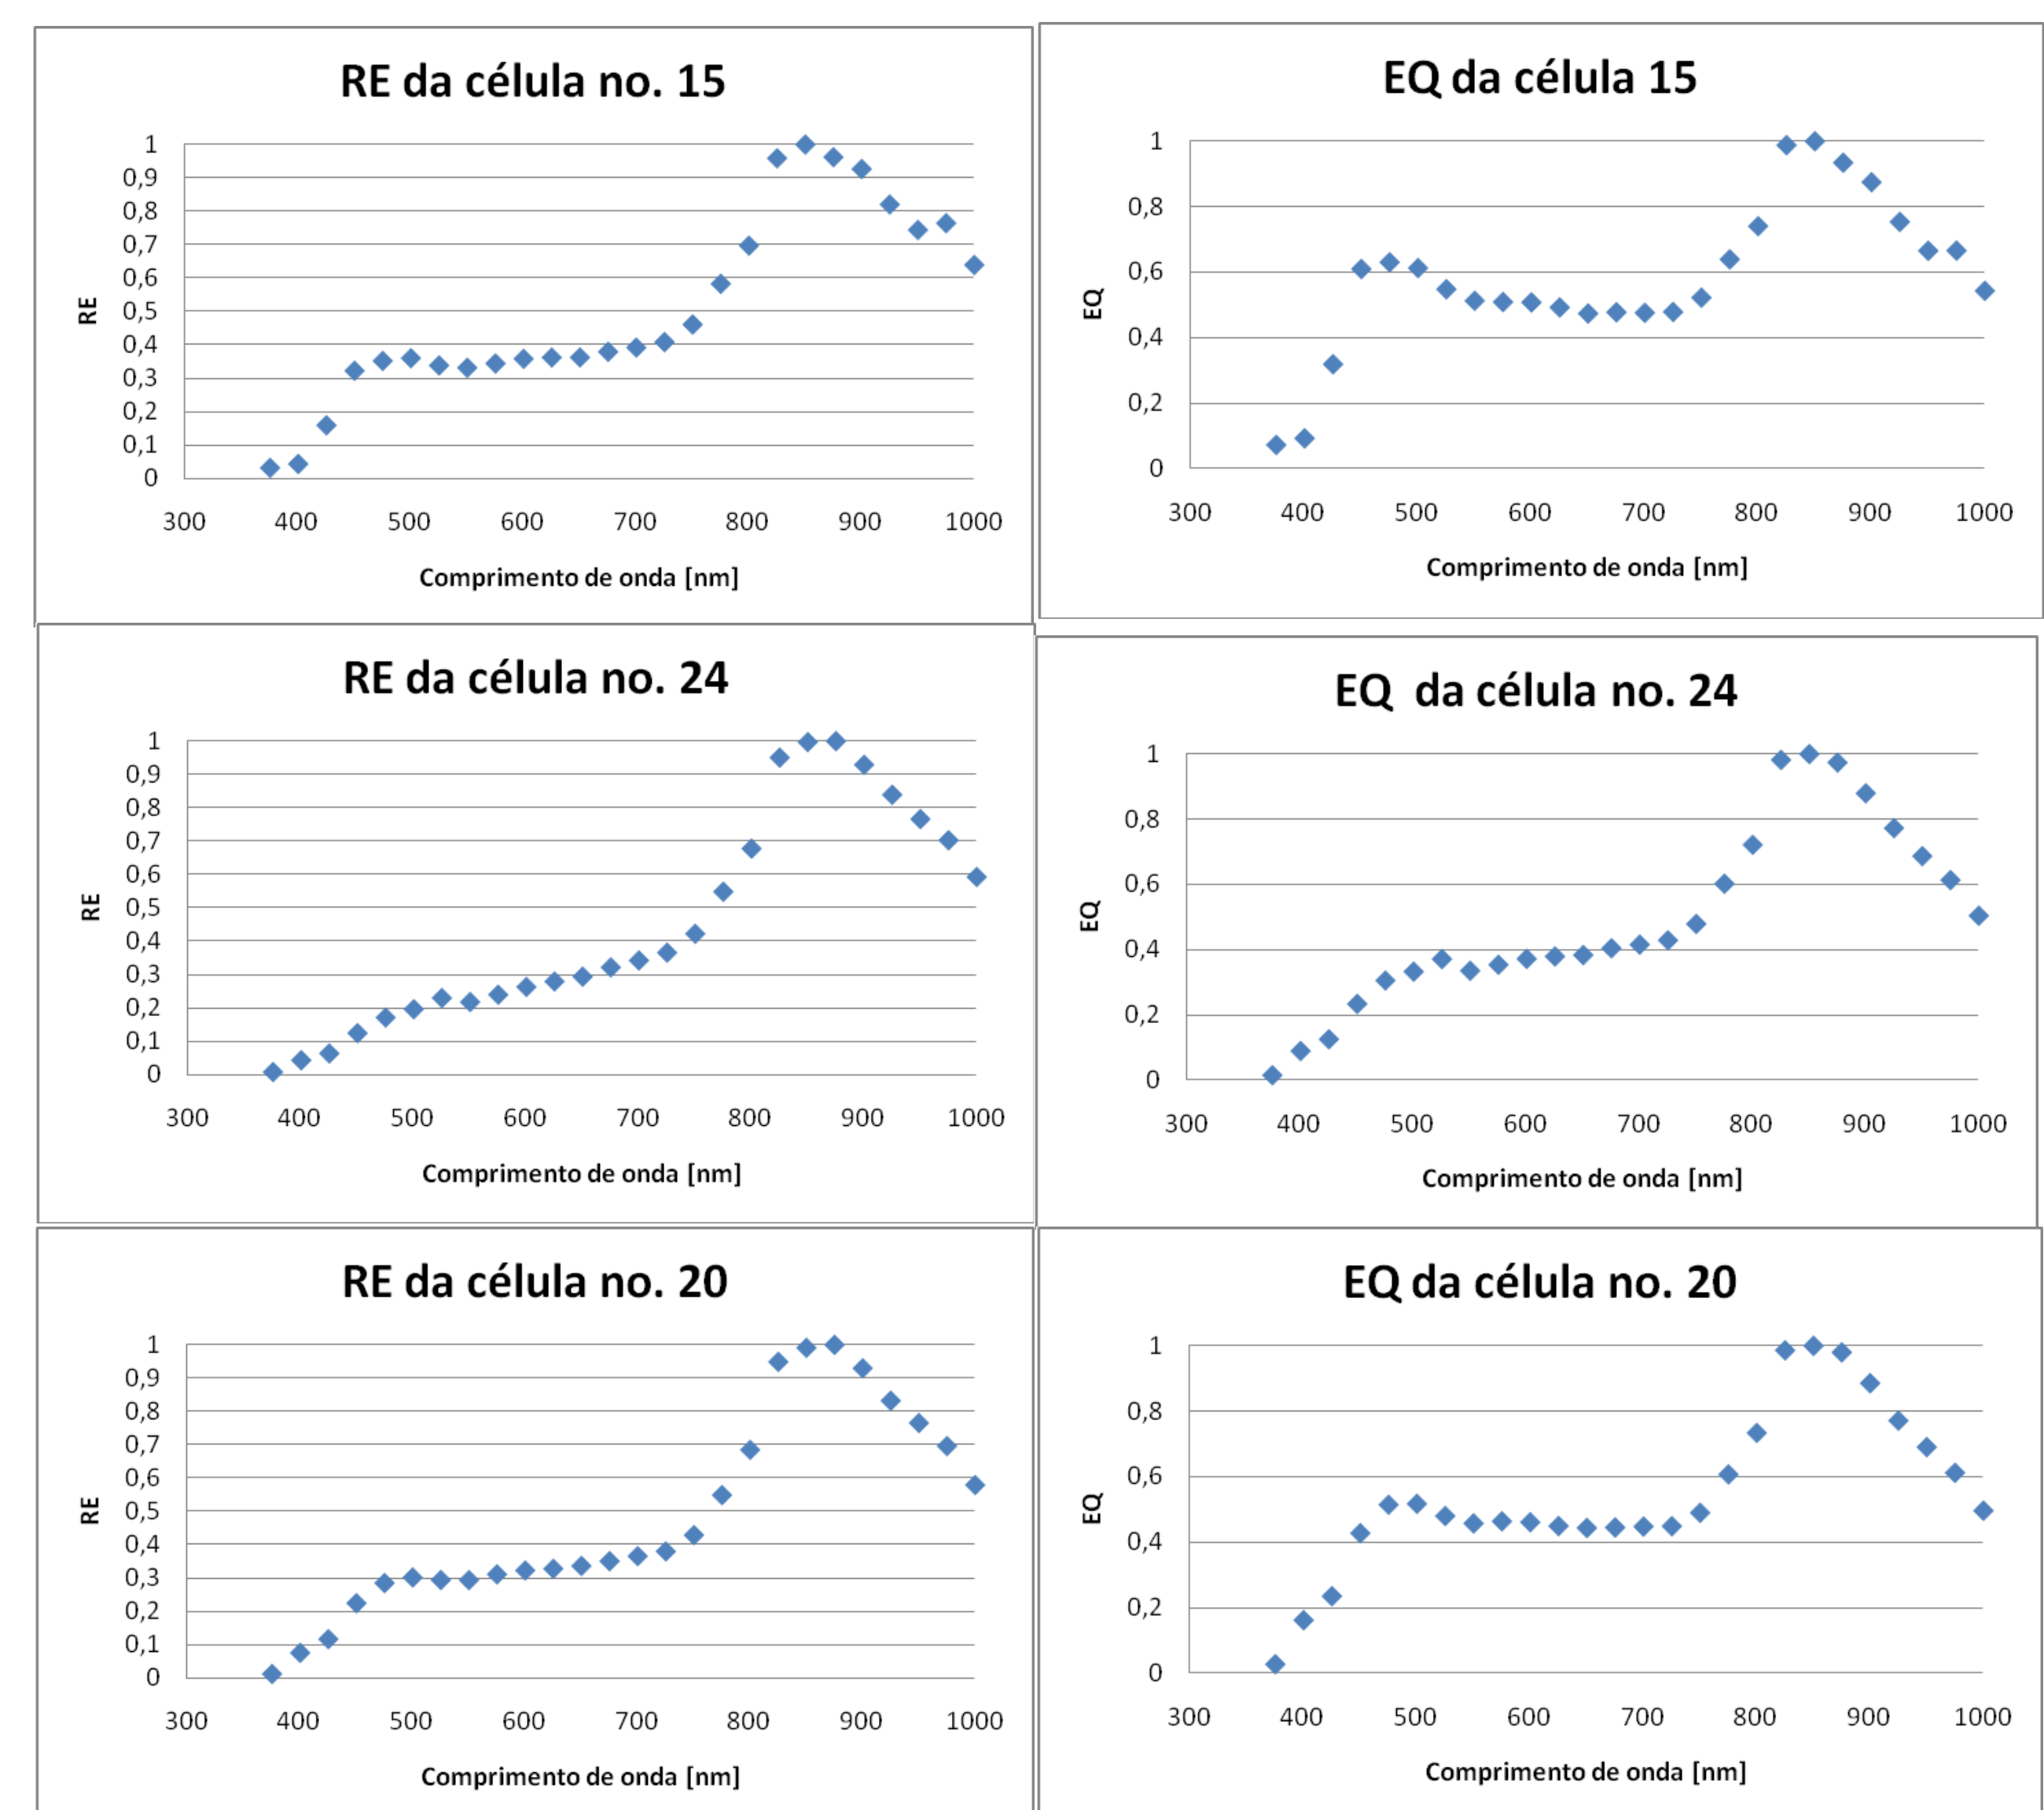 RE da célula no. 15
1
0,9
0,8
0,7
0,6
0,5
0,4
0,3
0,2
0,1
0
RE
300 400 500 600 700 800 900 1000
Comprimento de onda [nm]
EQ da célula 15
1
0,8
0,6
0,4
0,2
0
EQ
300 400 500 600 700 800 900 1000
Comprimento de onda [nm]
RE da célula no. 24
1
0,9
0,8
0,7
0,6
0,5
0,4
0,3
0,2
0,1
0
RE
300 400 500 600 700 800 900 1000
Comprimento de onda [nm]
EQ da célula no. 24
1
0,8
0,6
0,4
0,2
0
EQ
300 400 500 600 700 800 900 1000
Comprimento de onda [nm]
RE da célula no. 20
1
0,9
0,8
0,7
0,6
0,5
0,4
0,3
0,2
0,1
0
RE
300 400 500 600 700 800 900 1000
Comprimento de onda [nm]
EQ da célula no. 20
1
0,8
0,6
0,4
0,2
0
EQ
300 400 500 600 700 800 900 1000
Comprimento de onda [nm]